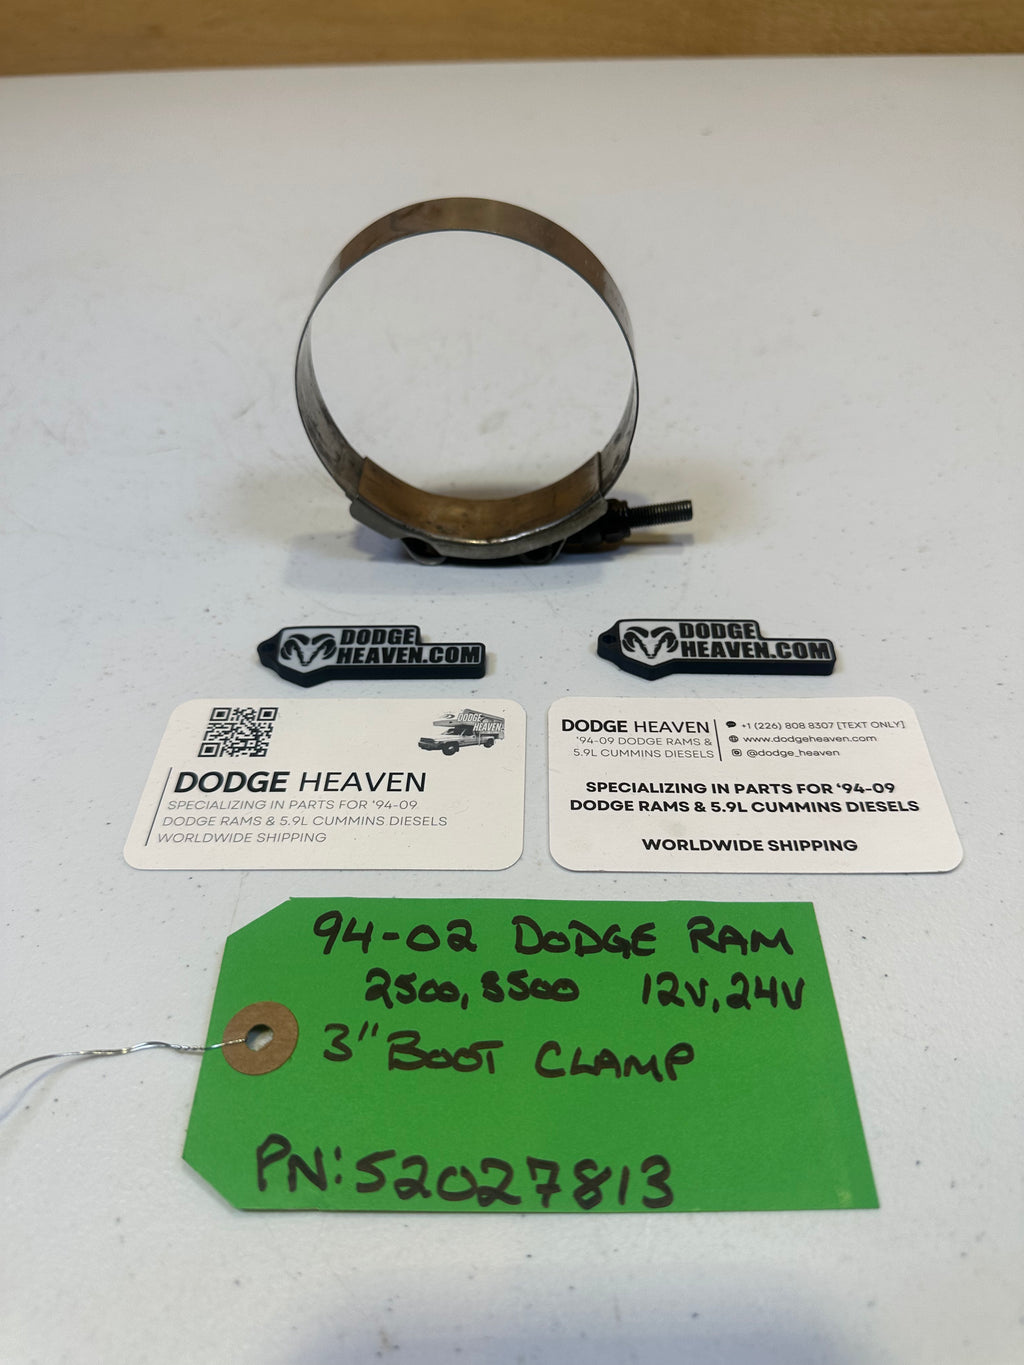 DODGE
HEAVEN.COM
DODGE
HEAVEN.COM
DODGE
HEAVEN
DODGE HEAVEN
SPECIALIZING IN PARTS FOR ‘94-09
DODGE RAMS & 5.9L CUMMINS DIESELS
WORLDWIDE SHIPPING
DODGE HEAVEN
‘94-09 DODGE RAMS &
5.9L CUMMINS DIESELS
+1 (226) 808 8307 [TEXT ONLY]
www.dodgeheaven.com
@dodge_heaven
SPECIALIZING IN PARTS FOR ‘94-09
DODGE RAMS & 5.9L CUMMINS DIESELS
WORLDWIDE SHIPPING
94-02 DODGE RAM
2500, 3500 12V, 24V
3" BOOT CLAMP
PN: 52027813